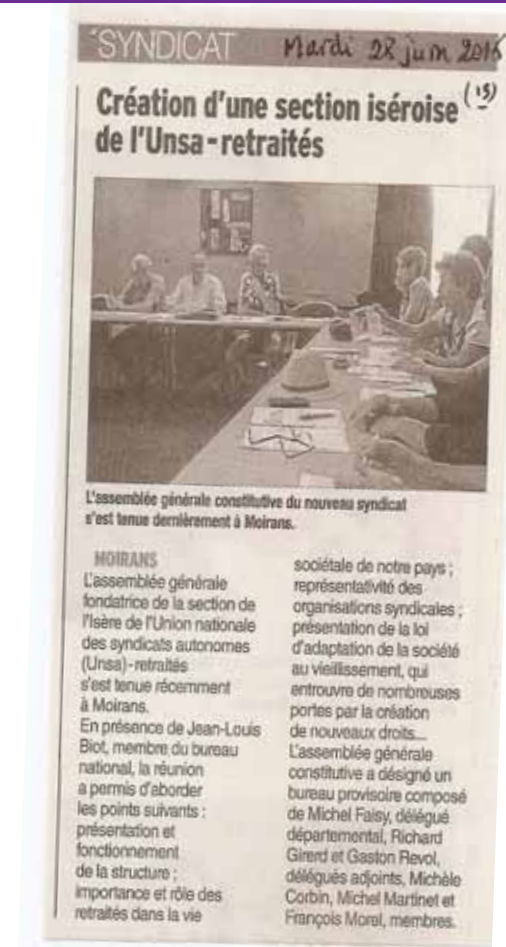 SYNDICAT Mardi 28 juin 2016
(15)
Création d'une section iséroise
de l'Unsa-retraités
L'assemblée générale constitutive du nouveau syndicat
s'est tenue dernièrement à Moirans.
MOIRANS
L'assemblée générale
fondatrice de la section de
l'Isère de l'Union nationale
des syndicats autonomes
(Unsa)-retraités
s'est tenue récemment
à Moirans.
En présence de Jean-Louis
Biot, membre du bureau
national, la réunion
a permis d'aborder
les points suivants :
présentation et
fonctionnement
de la structure ;
importance et rôle des
retraités dans la vie
sociétale de notre pays ;
représentativité des
organisations syndicales ;
présentation de la loi
d'adaptation de la société
au vieillissement, qui
entrouvre de nombreuses
portes par la création
de nouveaux droits...
L'assemblée générale
constitutive a désigné un
bureau provisoire composé
de Michel Faisy, délégué
départemental, Richard
Girerd et Gaston Revol,
délégués adjoints, Michèle
Corbin, Michel Martinet et
François Morel, membres.